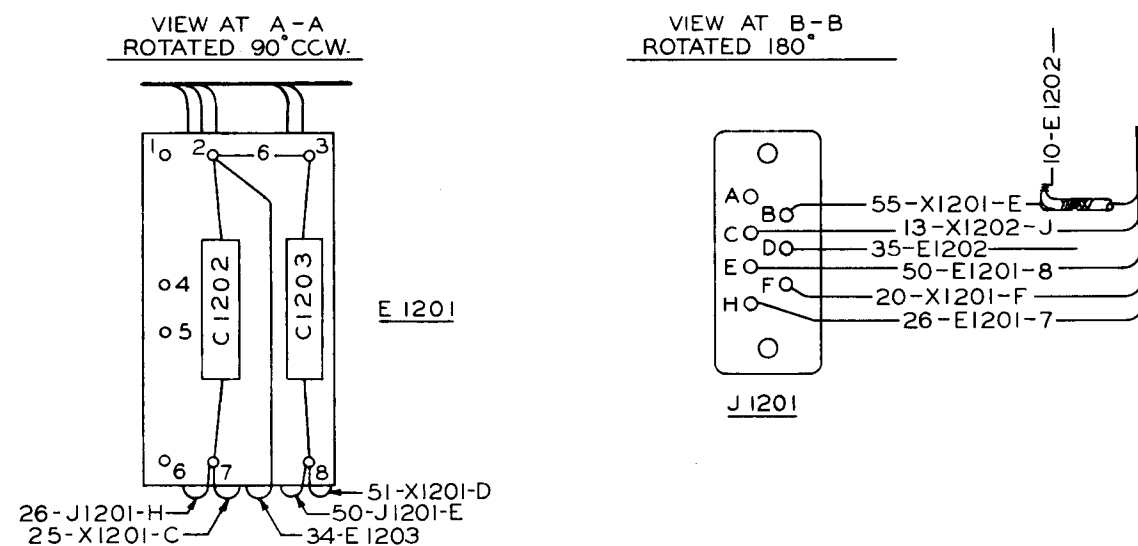 VIEW AT A-A
ROTATED 90° CCW.
1
2
6
3
4
5
C1202
C1203
E 1201
6
7
8
51-X1201-D
26-J1201-H
50-J1201-E
25-X1201-C
34-E1203
VIEW AT B-B
ROTATED 180°
10-E1202
A
B
55-X1201-E
C
13-X1202-J
D
35-E1202
E
50-E1201-8
F
20-X1201-F
H
26-E1201-7
J 1201